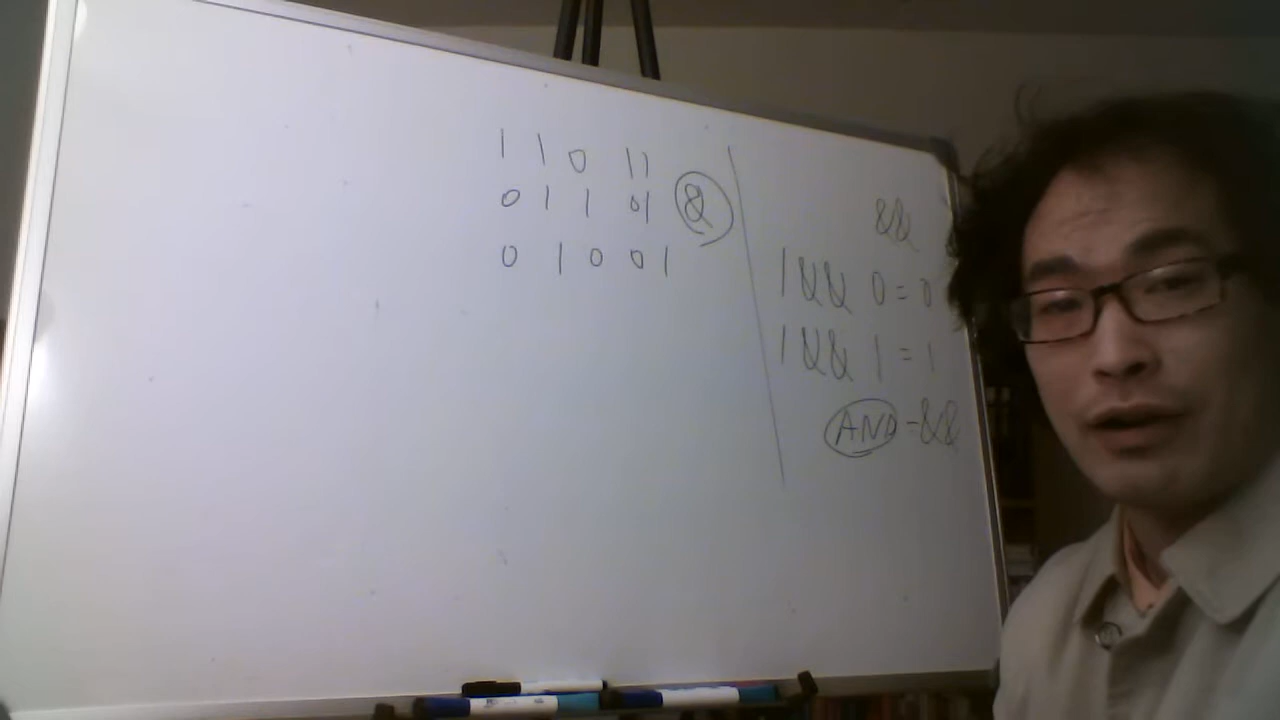 1 1 0 1 1
0 1 1 0 1 &
0 1 0 0 1
&&
1 && 0 = 0
1 && 1 = 1
AND = &&